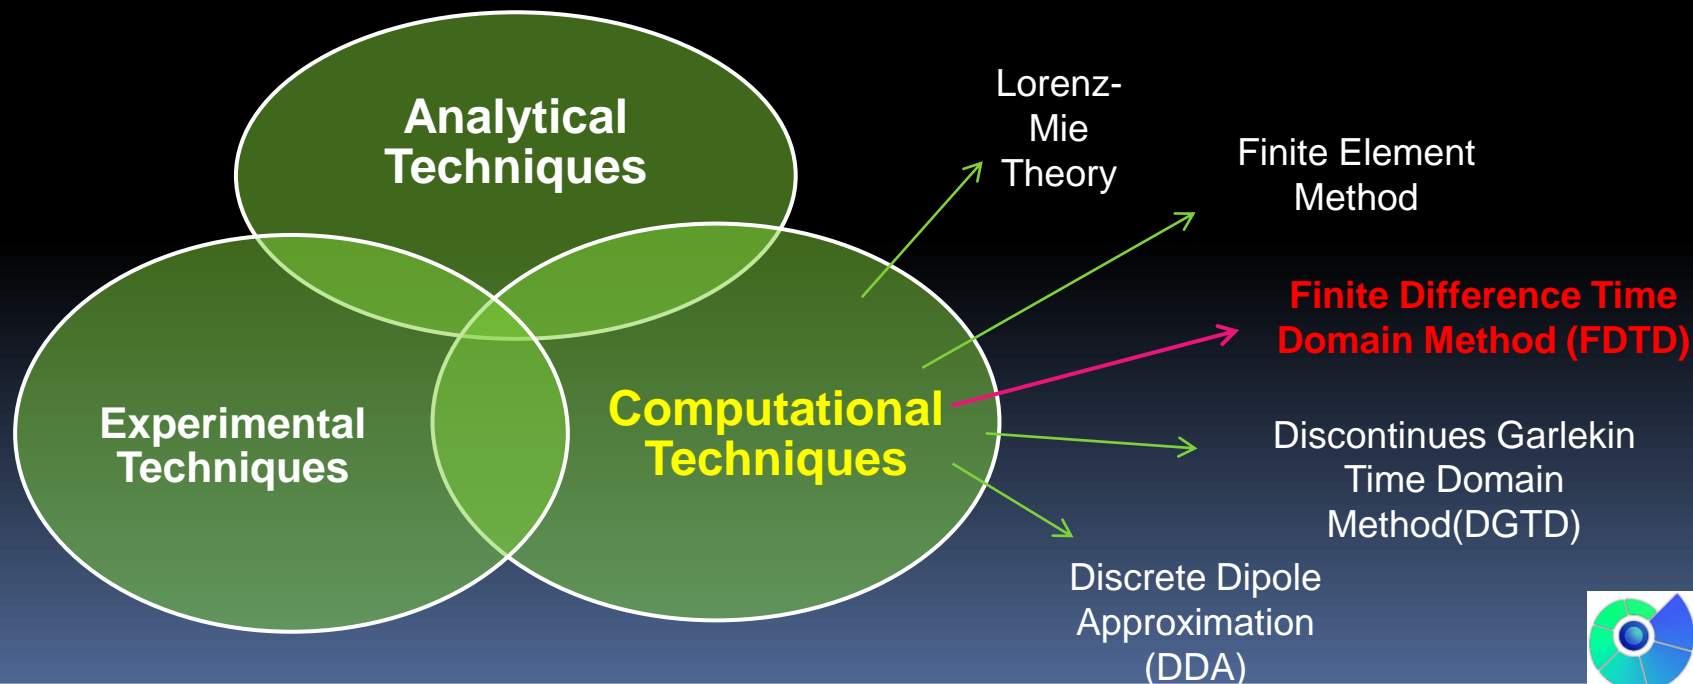 Analytical
Techniques
Experimental
Techniques
Computational
Techniques
Lorenz-
Mie
Theory
Finite Element
Method
Finite Difference Time
Domain Method (FDTD)
Discontinues Garlekin
Time Domain
Method(DGTD)
Discrete Dipole
Approximation
(DDA)